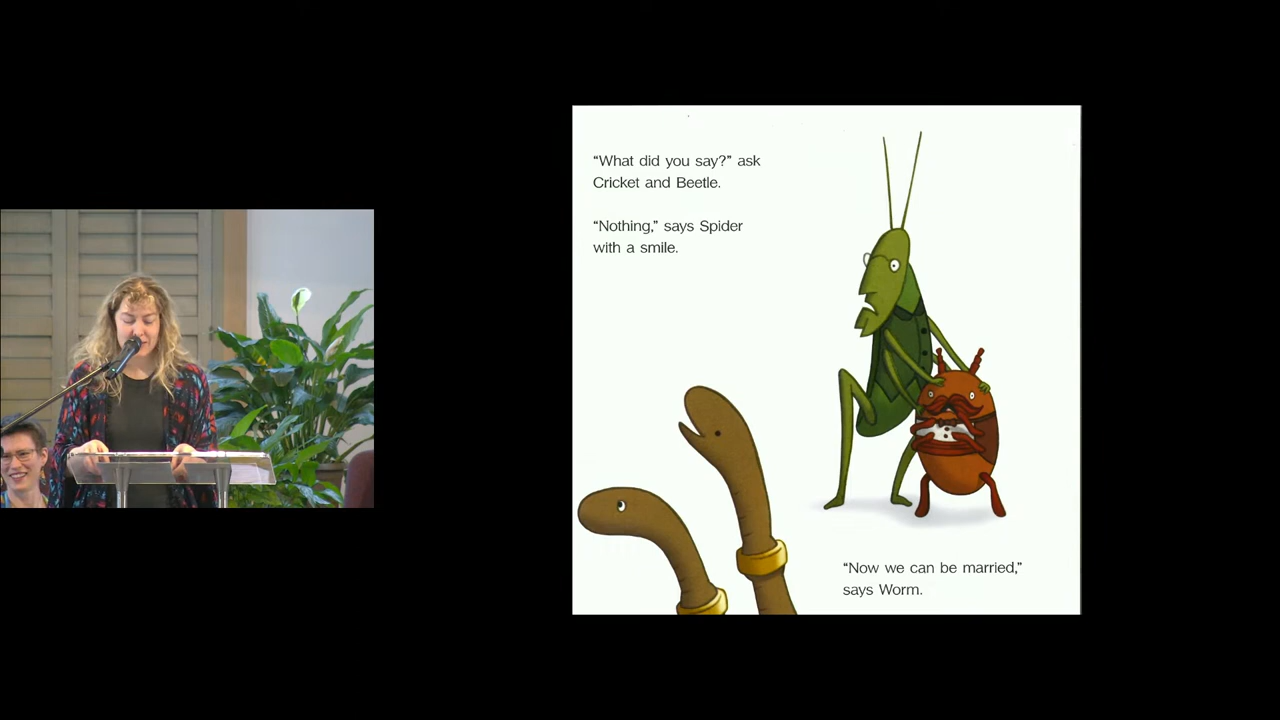 “What did you say?” ask
Cricket and Beetle.
“Nothing,” says Spider
with a smile.
“Now we can be married,”
says Worm.